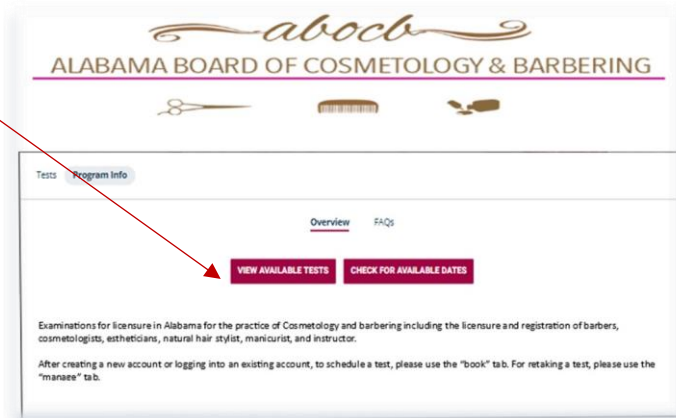 abocb
ALABAMA BOARD OF COSMETOLOGY & BARBERING
Tests Program Info
Overview FAQs
VIEW AVAILABLE TESTS CHECK FOR AVAILABLE DATES
Examinations for licensure in Alabama for the practice of Cosmetology and barbering including the licensure and registration of barbers,
cosmetologists, estheticians, natural hair stylist, manicurist, and instructor.
After creating a new account or logging into an existing account, to schedule a test, please use the "book" tab. For retaking a test, please use the
"manage" tab.